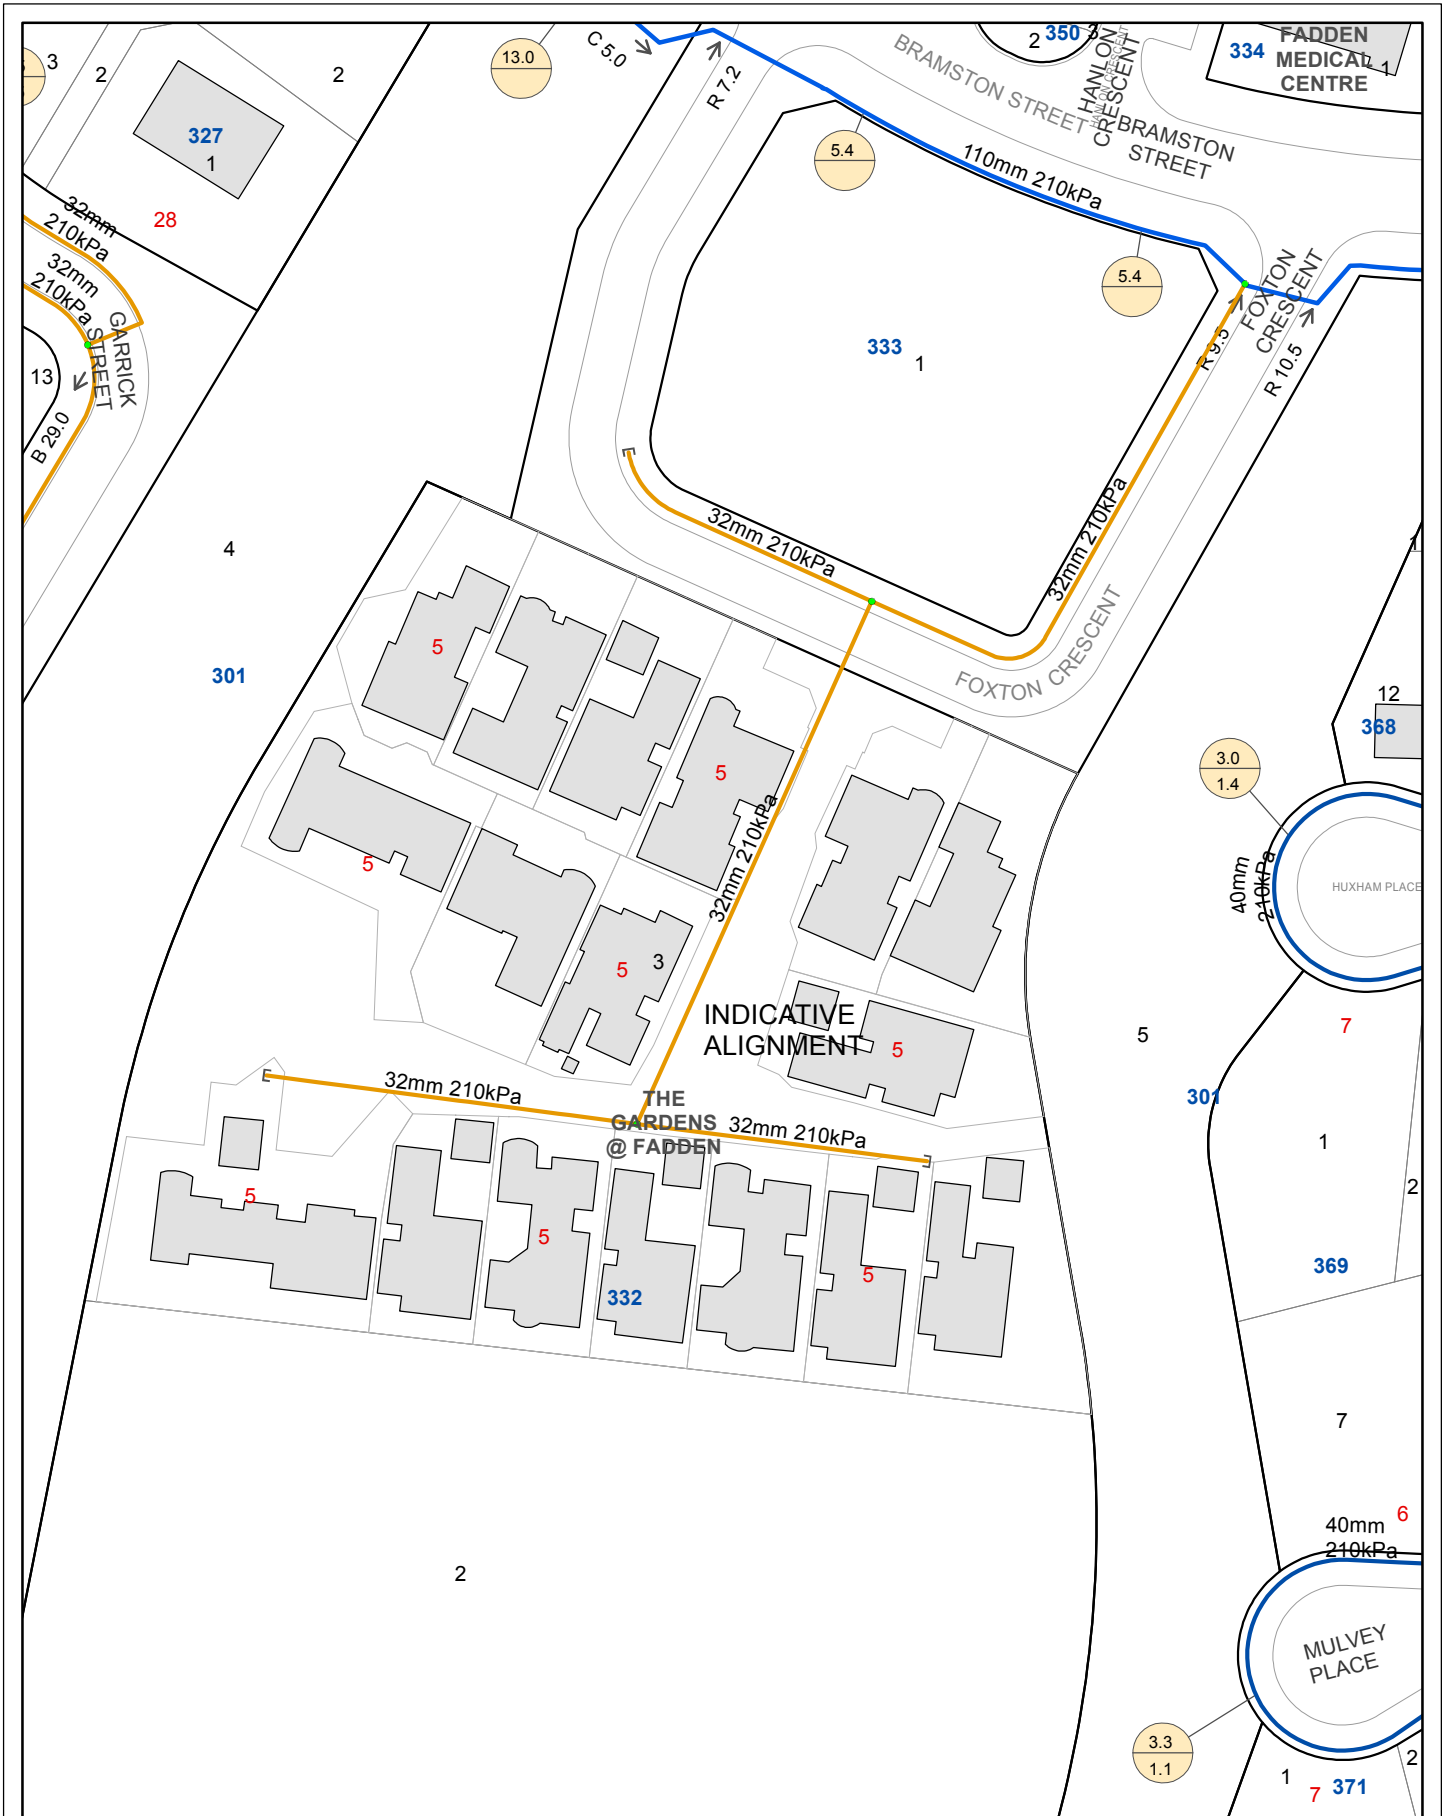 3
2
2
327
1
28
32mm
210kPa
32mm
210kPa
GARRICK
STREET
13
B 29.0
4
301
13.0
C 5.0
R 7.2
5.4
BRAMSTON STREET
HANLON
CRESCENT
HANLON CRESCENT
2
350
3
334
FADDEN
MEDICAL
CENTRE
1
BRAMSTON
STREET
110mm 210kPa
5.4
333
1
FOXTON
CRESCENT
R 9.5
R 10.5
32mm 210kPa
32mm 210kPa
FOXTON CRESCENT
5
5
5
5
3
32mm 210kPa
INDICATIVE
ALIGNMENT
5
5
301
1
12
368
3.0
1.4
40mm
210kPa
HUXHAM PLACE
7
1
2
369
32mm 210kPa
THE
GARDENS
@ FADDEN
32mm 210kPa
5
5
332
5
7
6
40mm
210kPa
MULVEY
PLACE
2
3.3
1.1
1
7
371
2